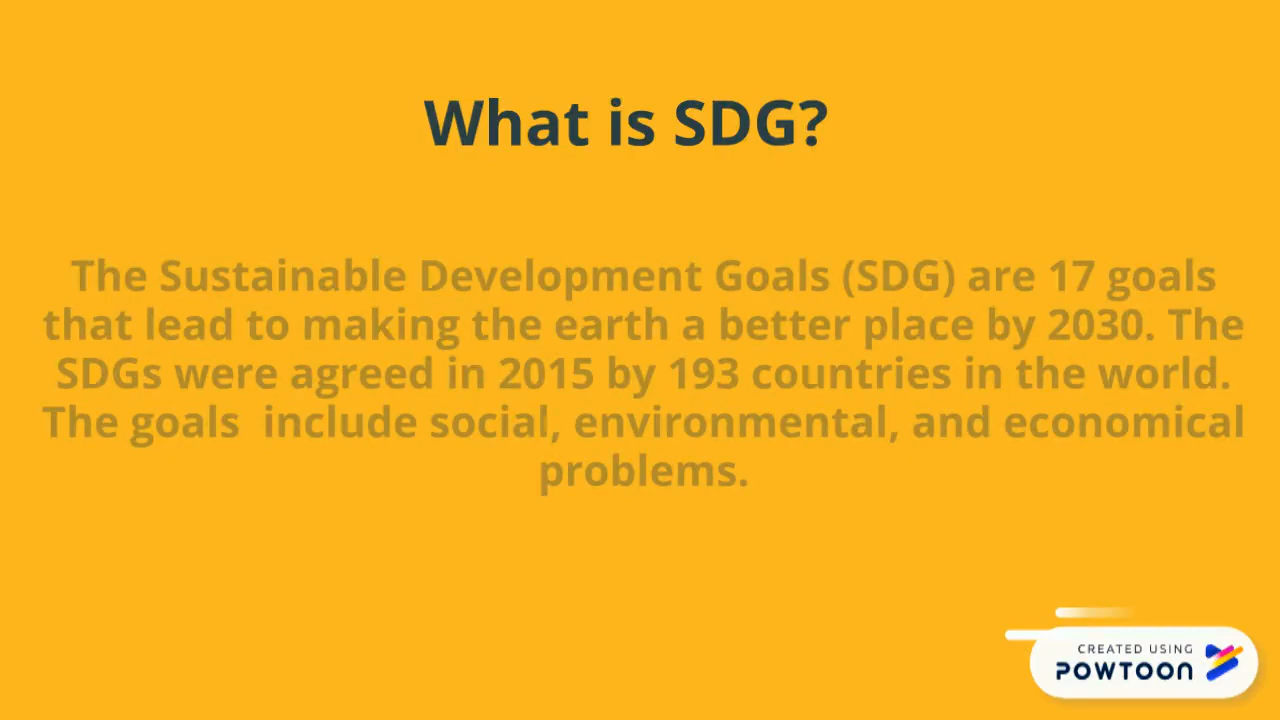 What is SDG?
The Sustainable Development Goals (SDG) are 17 goals
that lead to making the earth a better place by 2030. The
SDGs were agreed in 2015 by 193 countries in the world.
The goals  include social, environmental, and economical
problems.
CREATED USING
POWTOON